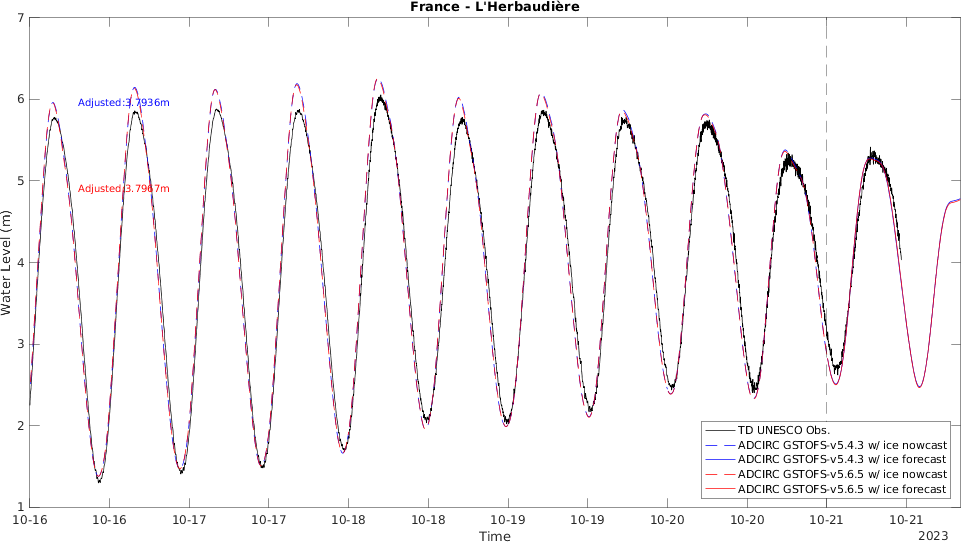 France - L'Herbaudière
7
6
5
4
3
2
1
Water Level (m)
Adjusted:3.7936m
Adjusted:3.7967m
TD UNESCO Obs.
ADCIRC GSTOFS-v5.4.3 w/ ice nowcast
ADCIRC GSTOFS-v5.4.3 w/ ice forecast
ADCIRC GSTOFS-v5.6.5 w/ ice nowcast
ADCIRC GSTOFS-v5.6.5 w/ ice forecast
10-16 10-16 10-17 10-17 10-18 10-18 10-19 10-19 10-20 10-20 10-21 10-21
Time
2023